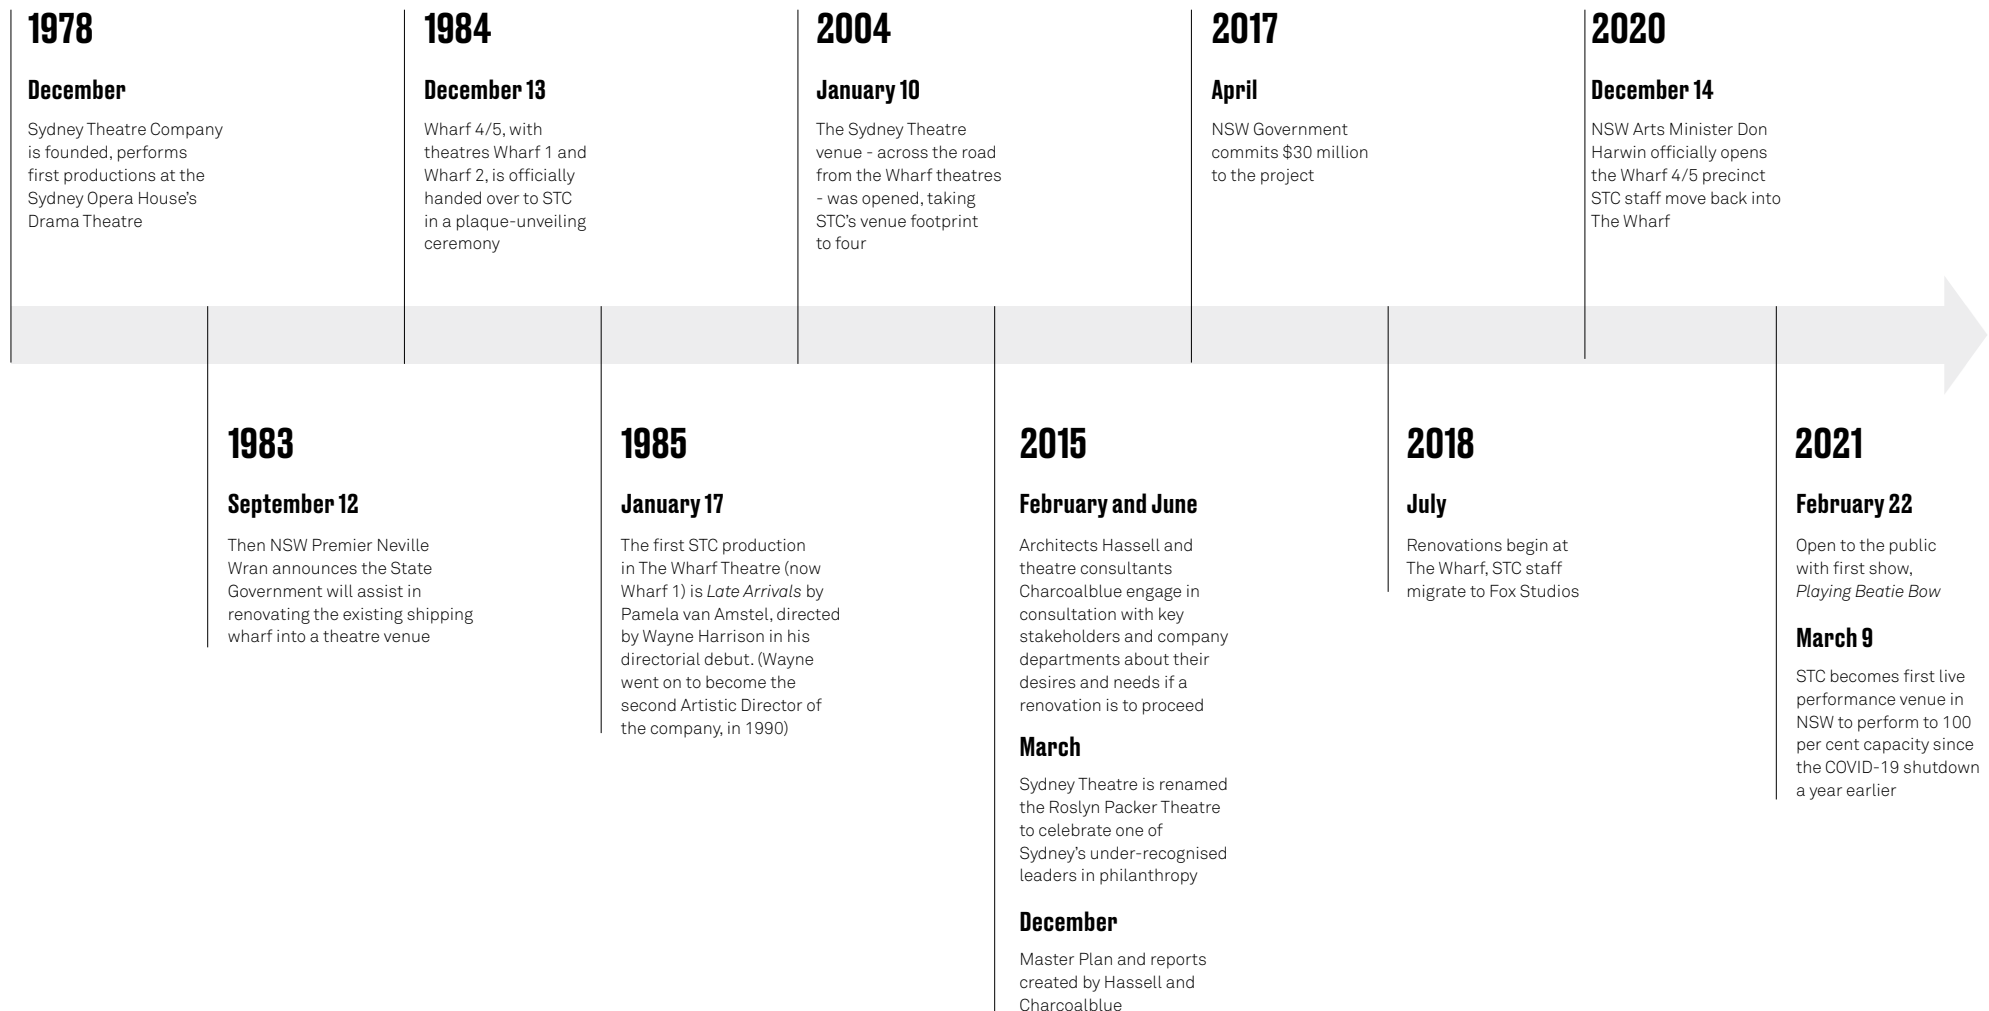 1978
December
Sydney Theatre Company
is founded, performs
first productions at the
Sydney Opera House's
Drama Theatre
1983
September 12
Then NSW Premier Neville
Wran announces the State
Government will assist in
renovating the existing shipping
wharf into a theatre venue
1984
December 13
Wharf 4/5, with
theatres Wharf 1 and
Wharf 2, is officially
handed over to STC
in a plaque-unveiling
ceremony
1985
January 17
The first STC production
in The Wharf Theatre (now
Wharf 1) is Late Arrivals by
Pamela van Amstel, directed
by Wayne Harrison in his
directorial debut. (Wayne
went on to become the
second Artistic Director of
the company, in 1990)
2004
January 10
The Sydney Theatre
venue - across the road
from the Wharf theatres
- was opened, taking
STC's venue footprint
to four
2015
February and June
Architects Hassell and
theatre consultants
Charcoalblue engage in
consultation with key
stakeholders and company
departments about their
desires and needs if a
renovation is to proceed
March
Sydney Theatre is renamed
the Roslyn Packer Theatre
to celebrate one of
Sydney's under-recognised
leaders in philanthropy
December
Master Plan and reports
created by Hassell and
Charcoalblue
2017
April
NSW Government
commits $30 million
to the project
2018
July
Renovations begin at
The Wharf, STC staff
migrate to Fox Studios
2020
December 14
NSW Arts Minister Don
Harwin officially opens
the Wharf 4/5 precinct
STC staff move back into
The Wharf
2021
February 22
Open to the public
with first show,
Playing Beatie Bow
March 9
STC becomes first live
performance venue in
NSW to perform to 100
per cent capacity since
the COVID-19 shutdown
a year earlier